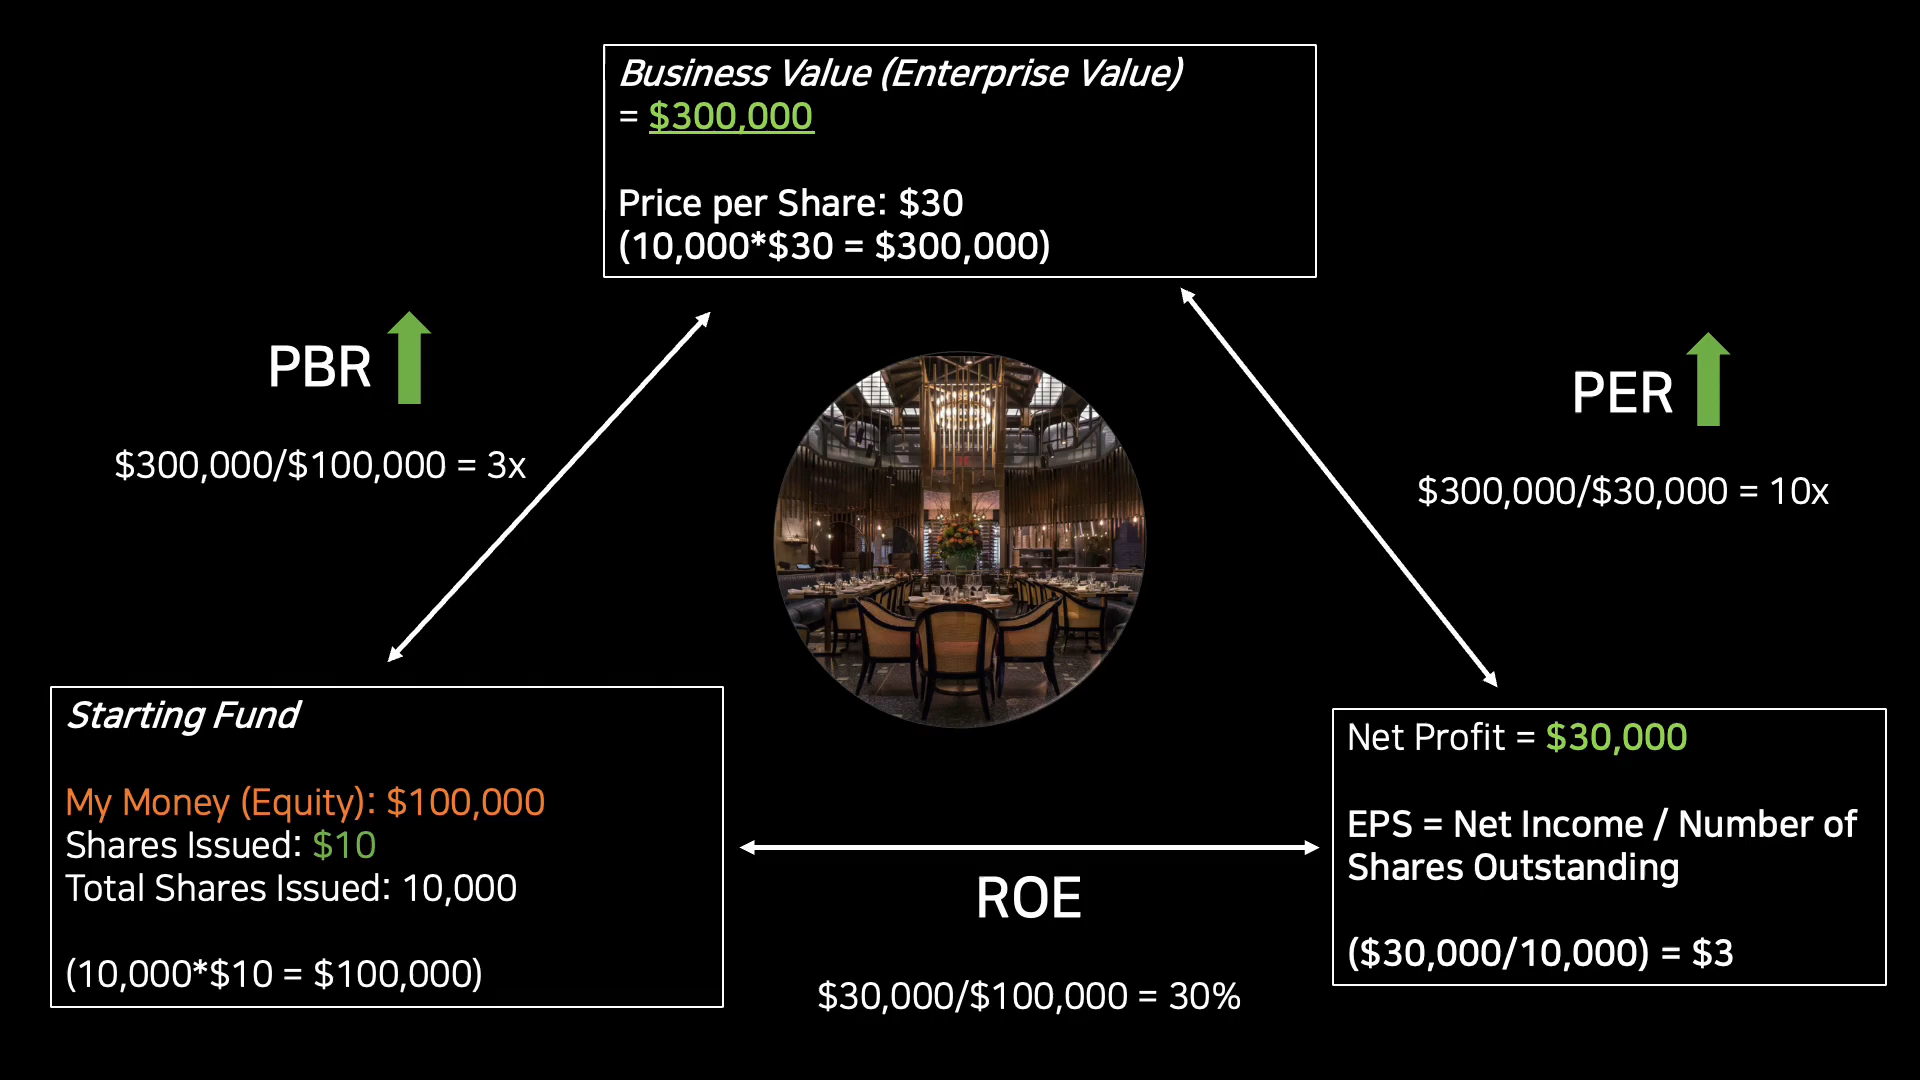 Business Value (Enterprise Value)
= $300,000
Price per Share: $30
(10,000*$30 = $300,000)
PBR
$300,000/$100,000 = 3x
PER
$300,000/$30,000 = 10x
Starting Fund
My Money (Equity): $100,000
Shares Issued: $10
Total Shares Issued: 10,000
(10,000*$10 = $100,000)
ROE
$30,000/$100,000 = 30%
Net Profit = $30,000
EPS = Net Income / Number of
Shares Outstanding
($30,000/10,000) = $3